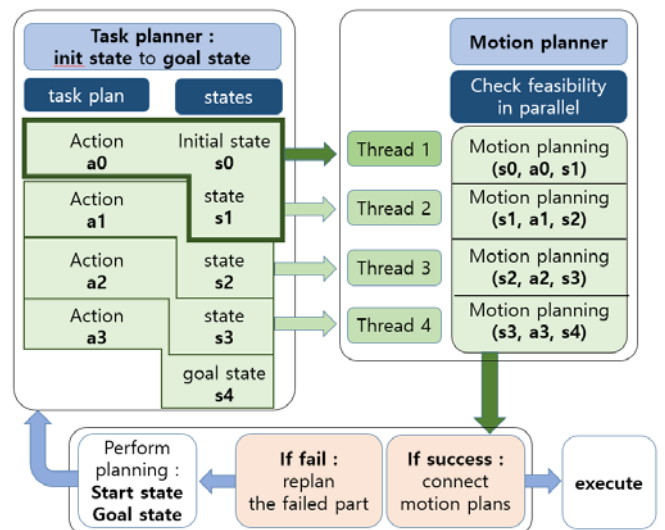 Task planner :
init state to goal state
task plan
states
Action
a0
Initial state
s0
Action
a1
state
s1
Action
a2
state
s2
Action
a3
state
s3
goal state
s4
Motion planner
Check feasibility
in parallel
Thread 1
Motion planning
(s0, a0, s1)
Thread 2
Motion planning
(s1, a1, s2)
Thread 3
Motion planning
(s2, a2, s3)
Thread 4
Motion planning
(s3, a3, s4)
Perform
planning :
Start state
Goal state
If fail :
replan
the failed part
If success :
connect
motion plans
execute